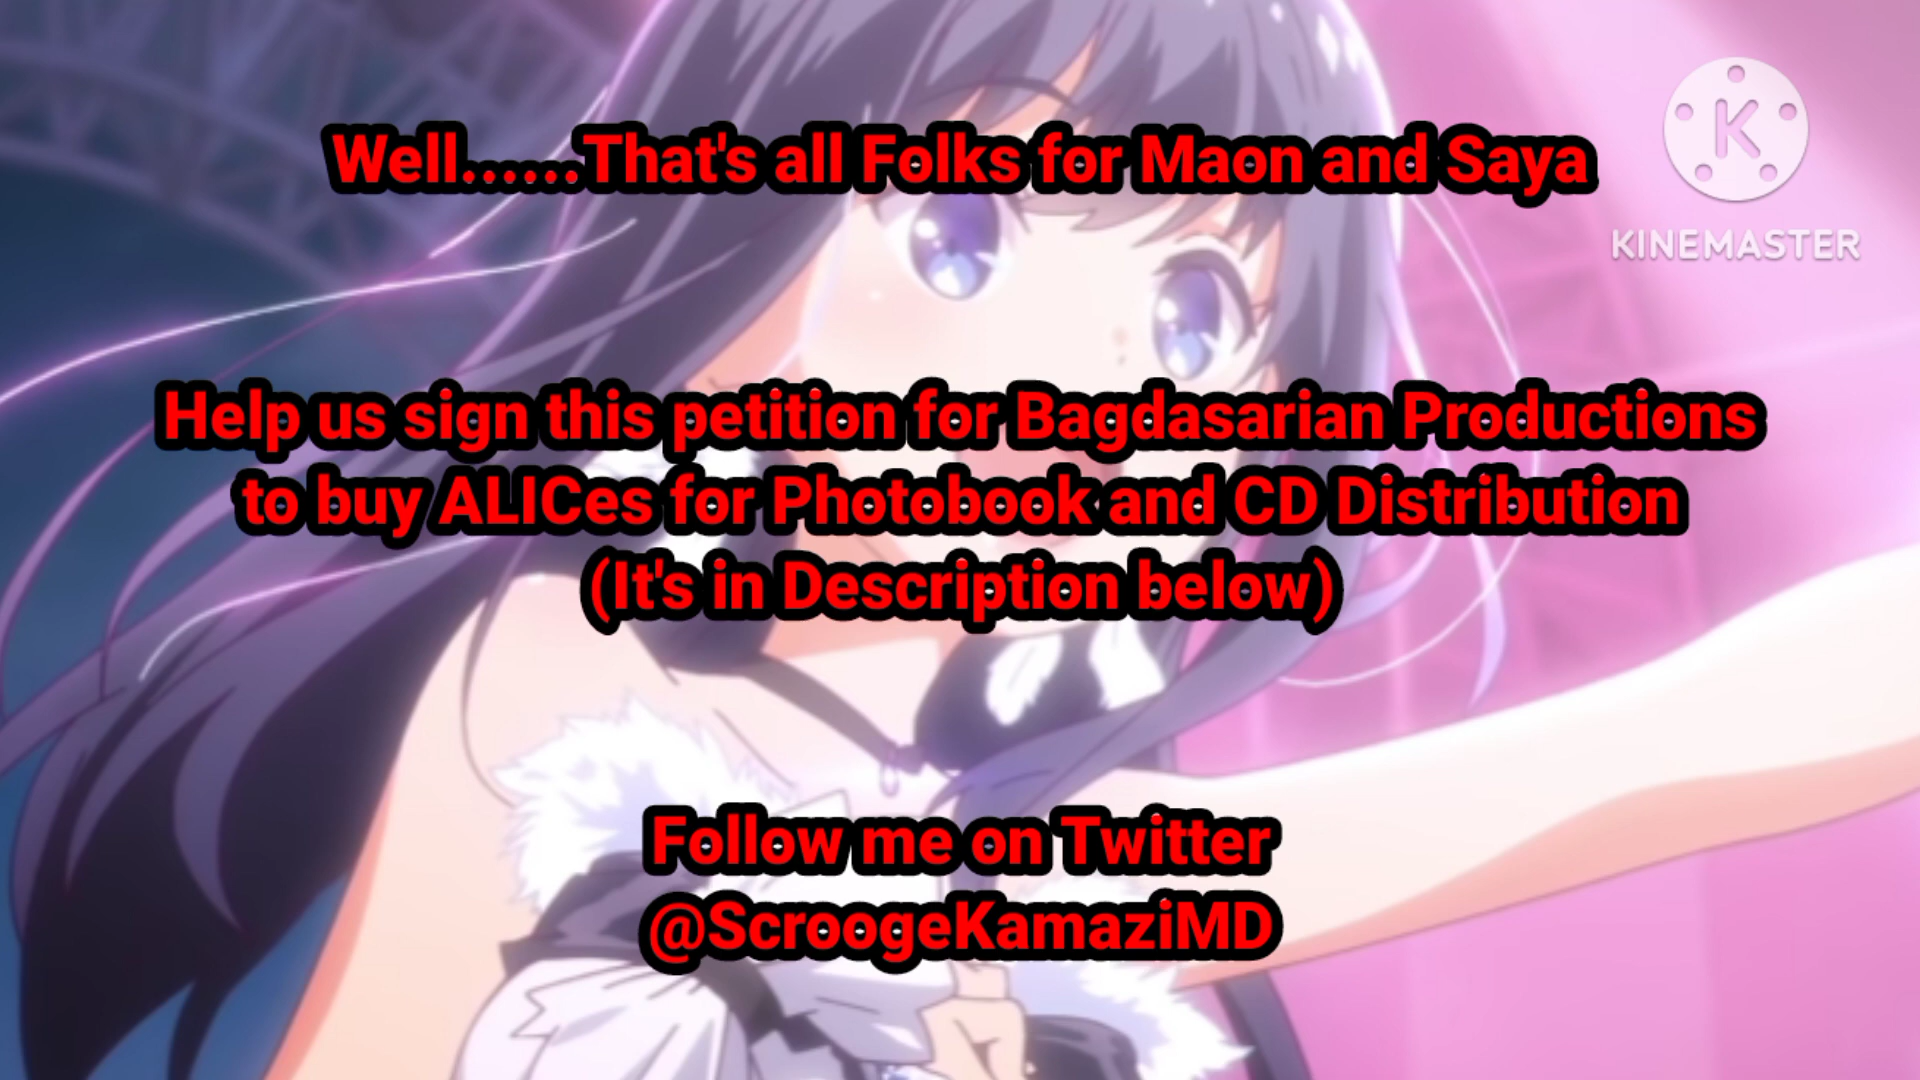 Well......That's all Folks for Maon and Saya
K
KINEMASTER
Help us sign this petition for Bagdasarian Productions
to buy ALICes for Photobook and CD Distribution
(It's in Description below)
Follow me on Twitter
@ScroogeKamaziMD